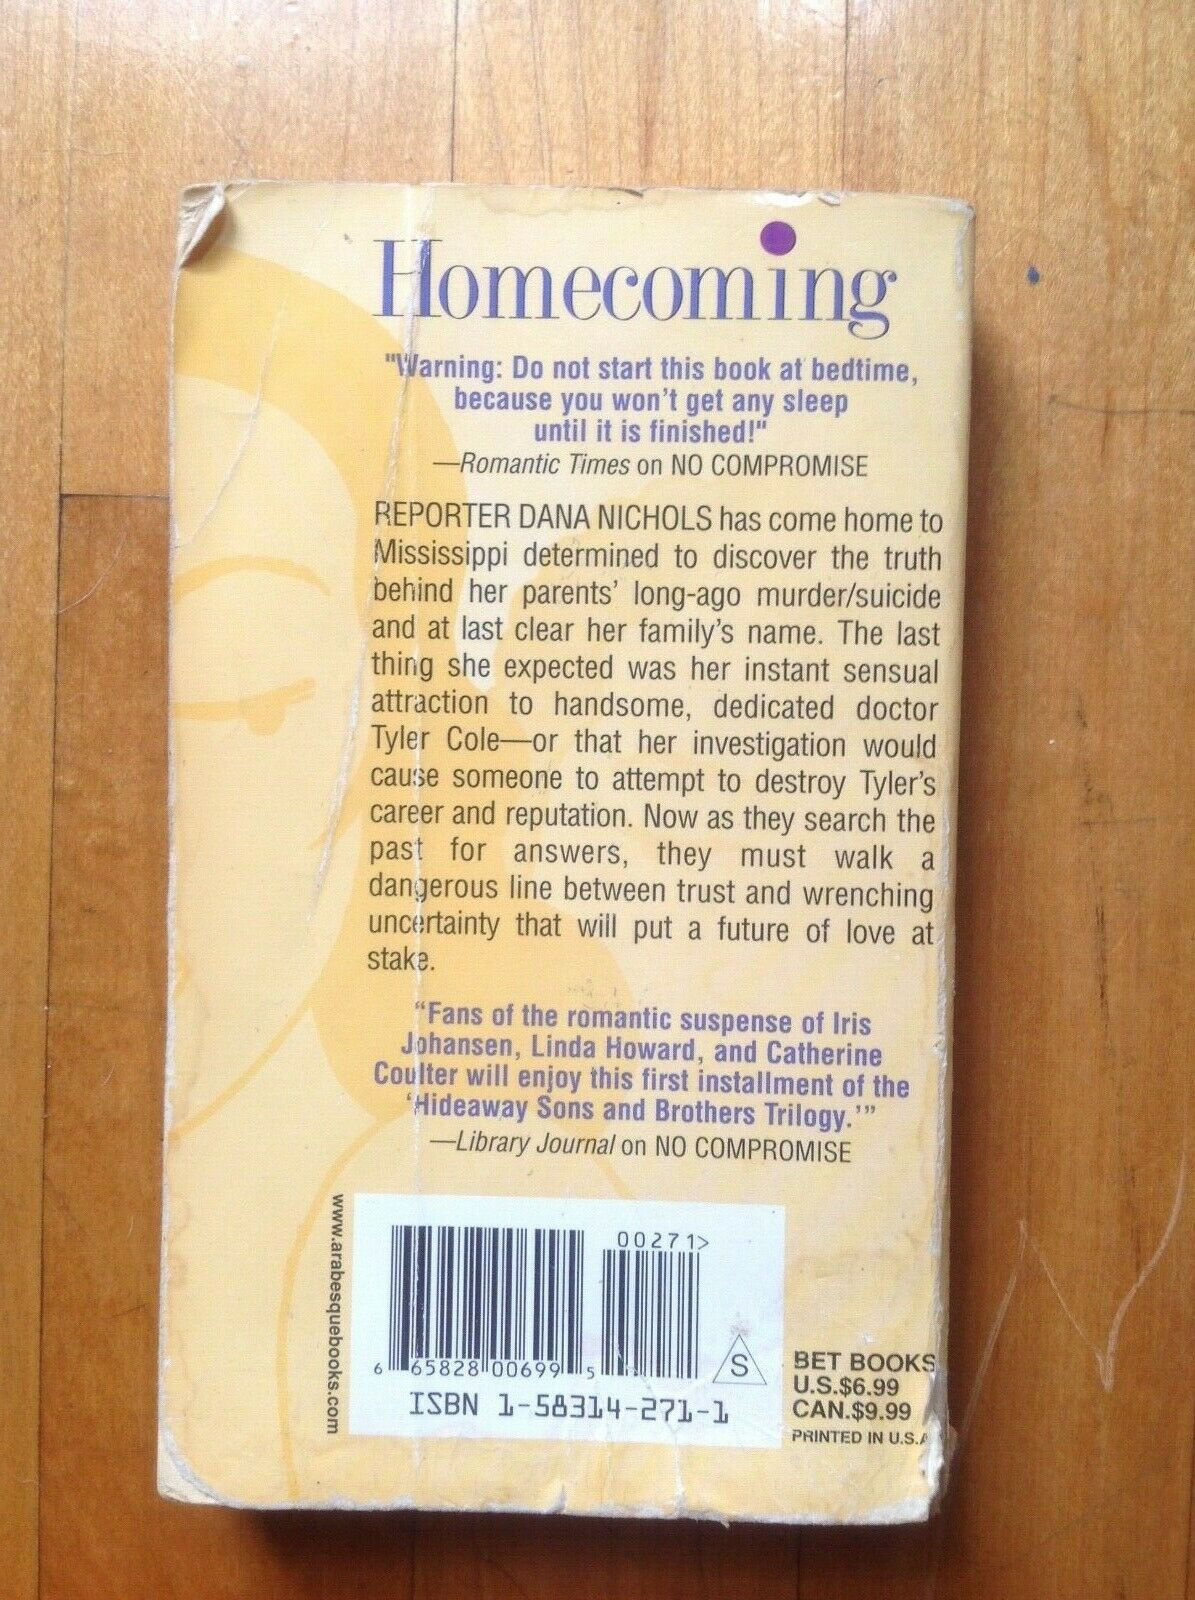 Homecoming
"Warning: Do not start this book at bedtime,
because you won't get any sleep
until it is finished!"
—Romantic Times on NO COMPROMISE
REPORTER DANA NICHOLS has come home to
Mississippi determined to discover the truth
behind her parents' long-ago murder/suicide
and at last clear her family's name. The last
thing she expected was her instant sensual
attraction to handsome, dedicated doctor
Tyler Cole—or that her investigation would
cause someone to attempt to destroy Tyler's
career and reputation. Now as they search the
past for answers, they must walk a
dangerous line between trust and wrenching
uncertainty that will put a future of love at
stake.
"Fans of the romantic suspense of Iris
Johansen, Linda Howard, and Catherine
Coulter will enjoy this first installment of the
'Hideaway Sons and Brothers Trilogy.'"
—Library Journal on NO COMPROMISE
www.arabesquebooks.com
00271>
6 65828 00699 5
ISBN 1-58314-271-1
S
BET BOOKS
U.S.$6.99
CAN.$9.99
PRINTED IN U.S.A